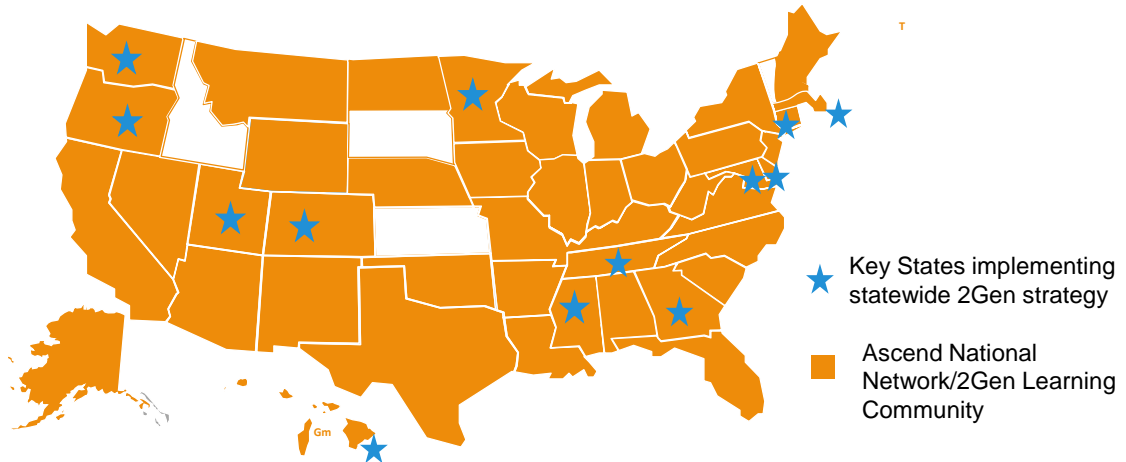 T
Key States implementing
statewide 2Gen strategy
Ascend National
Network/2Gen Learning
Community
Gm